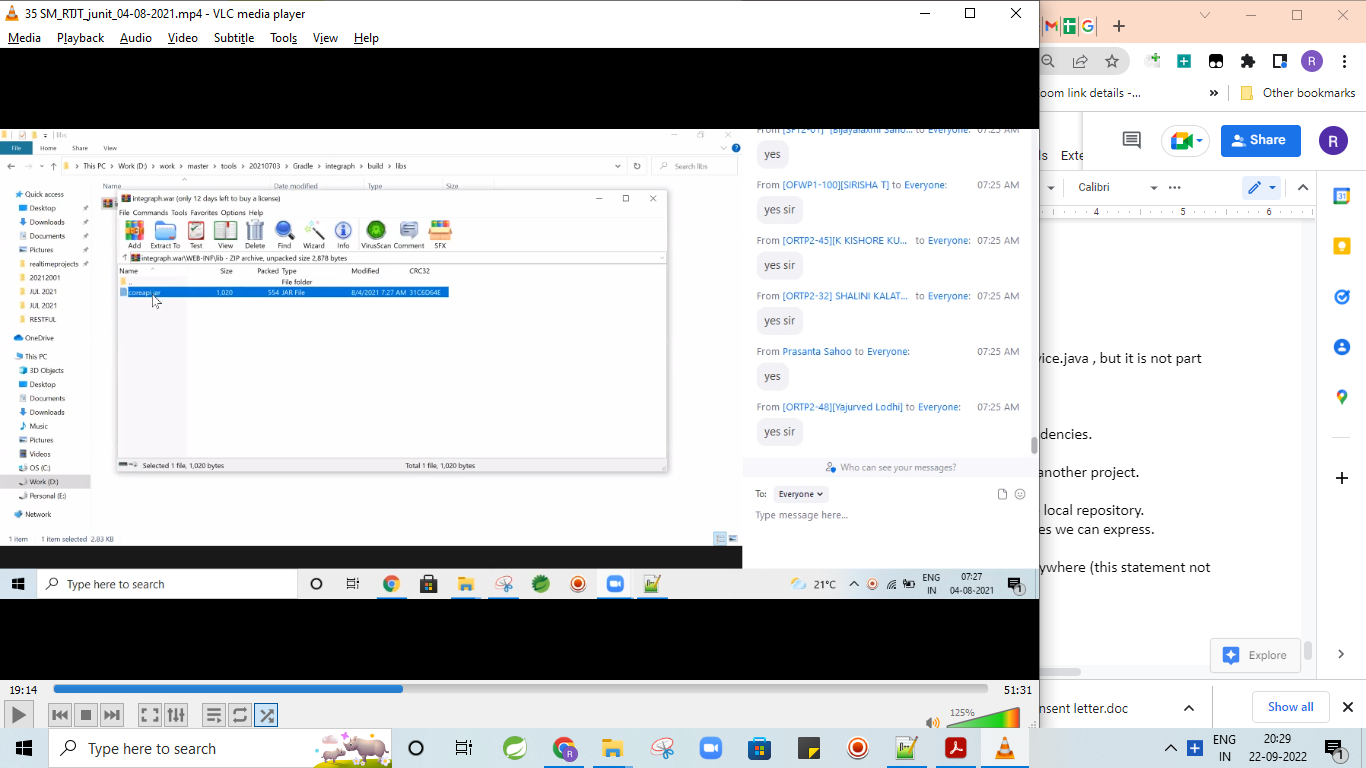 35 SM_RTJT_junit_04-08-2021.mp4 - VLC media player
Media Playback Audio Video Subtitle Tools View Help
libs
File Home Share View
This PC > Work (D:) > work > master > tools > 20210703 > Gradle > integraph > build > libs
Search libs
Name Date modified Type Size
Quick access
Desktop
Downloads
Documents
Pictures
realtimeprojects
20212001
JUL 2021
JUL 2021
RESTFUL
OneDrive
This PC
3D Objects
Desktop
Documents
Downloads
Music
Pictures
Videos
OS (C:)
Work (D:)
Personal (E:)
Network
1 item 1 item selected 2.83 KB
integraph.war (only 12 days left to buy a license)
File Commands Tools Favorites Options Help
Add Extract To Test View Delete Find Wizard Info VirusScan Comment SFX
integraph.war\WEB-INF\lib - ZIP archive, unpacked size 2,878 bytes
Name Size Packed Type Modified CRC32
.. File folder
coreapi.jar 1,020 554 JAR File 8/4/2021 7:27 AM 31C6D64E
Selected 1 file, 1,020 bytes
Total 1 file, 1,020 bytes
to Everyone: 07:25 AM
yes
From [OFWP1-100][SIRISHA T] to Everyone: 07:25 AM
yes sir
From [ORTP2-45][K KISHORE KU... to Everyone: 07:25 AM
yes sir
From [ORTP2-32] SHALINI KALAT... to Everyone: 07:25 AM
yes sir
From Prasanta Sahoo to Everyone: 07:25 AM
yes
From [ORTP2-48][Yajurved Lodhi] to Everyone: 07:25 AM
yes sir
Who can see your messages?
To: Everyone
Type message here...
Type here to search
21°C
ENG
IN
07:27
04-08-2021
1
19:14
51:31
125%
R
oom link details -...
»
Other bookmarks
Share
R
ls Exte
Calibri
4 5 6
31
vice.java , but it is not part
dencies.
another project.
local repository.
es we can express.
ywhere (this statement not
Explore
nsent letter.doc
Show all
Type here to search
R
ENG
IN
20:29
22-09-2022
1